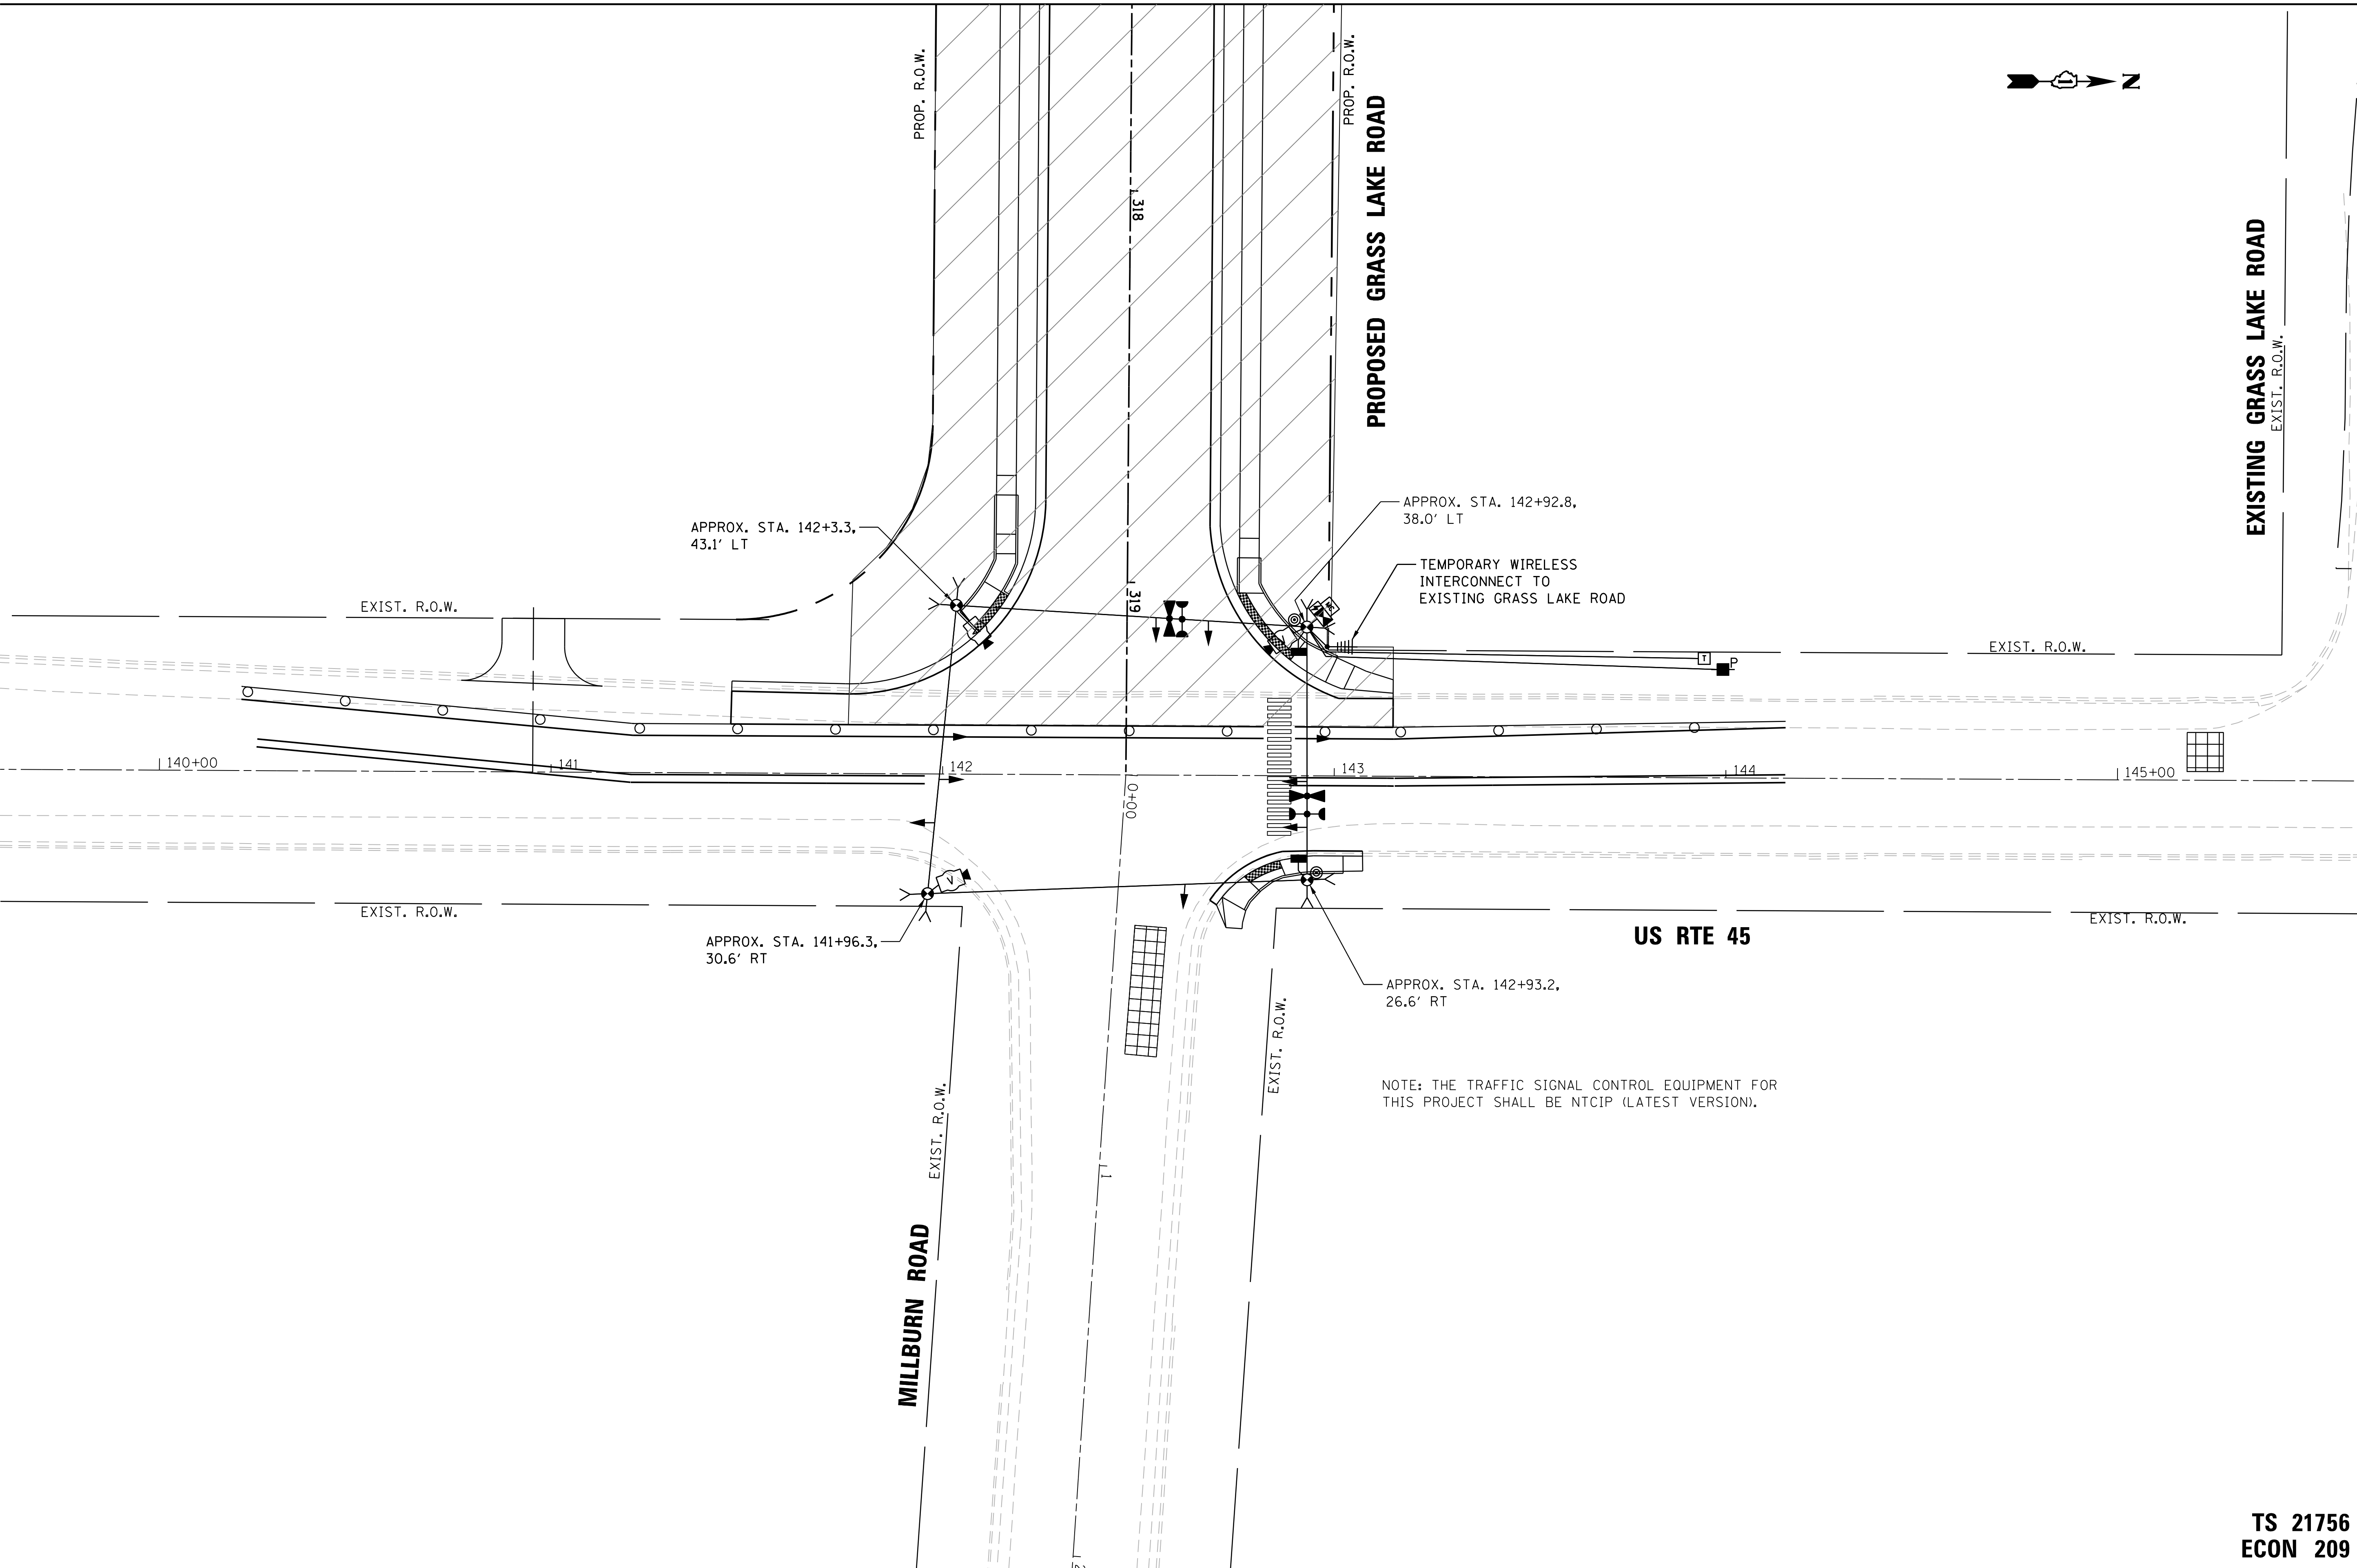 PROP. R.O.W.
PROP. R.O.W.
PROPOSED GRASS LAKE ROAD
N
318
EXISTING GRASS LAKE ROAD
EXIST. R.O.W.
APPROX. STA. 142+3.3,
43.1' LT
APPROX. STA. 142+92.8,
38.0' LT
TEMPORARY WIRELESS
INTERCONNECT TO
EXISTING GRASS LAKE ROAD
319
EXIST. R.O.W.
EXIST. R.O.W.
T
P
140+00
141
142
143
144
145+00
0+00
V
EXIST. R.O.W.
EXIST. R.O.W.
US RTE 45
APPROX. STA. 141+96.3,
30.6' RT
APPROX. STA. 142+93.2,
26.6' RT
EXIST. R.O.W.
EXIST. R.O.W.
NOTE: THE TRAFFIC SIGNAL CONTROL EQUIPMENT FOR
THIS PROJECT SHALL BE NTCIP (LATEST VERSION).
1
MILLBURN ROAD
TS 21756
ECON 209